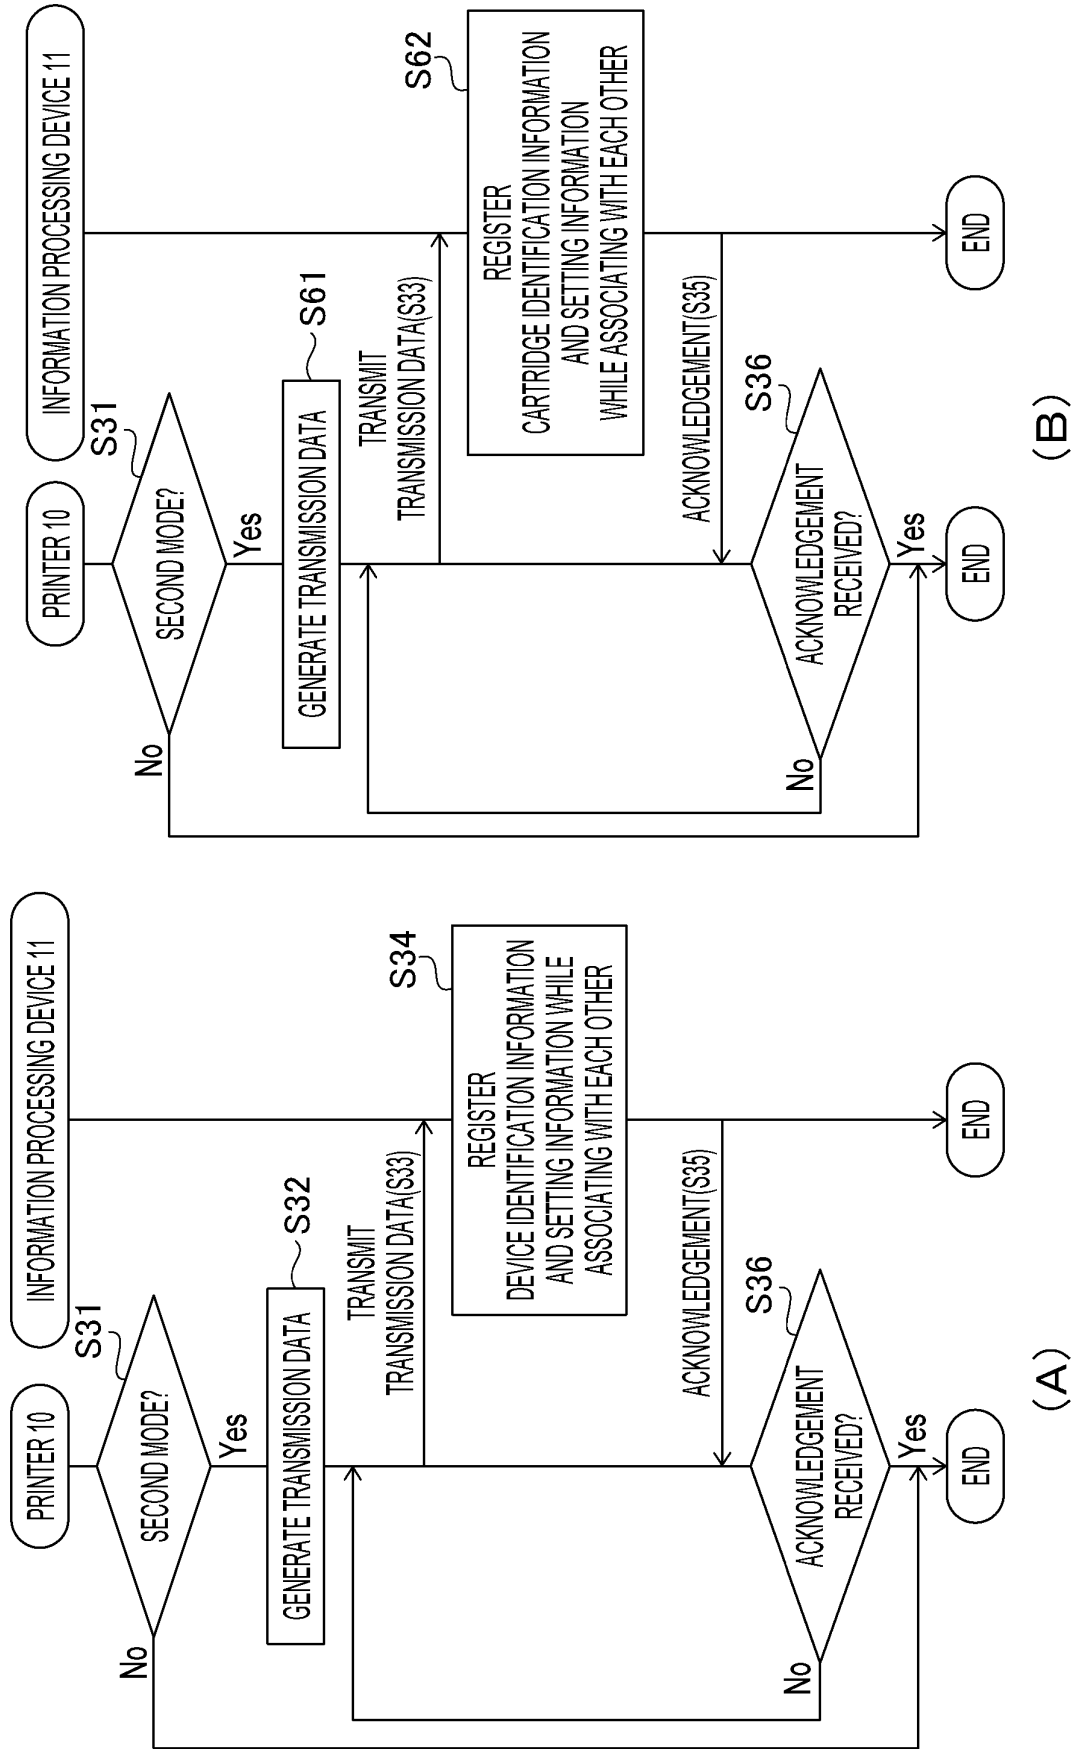 PRINTER 10
INFORMATION PROCESSING DEVICE 11
S31
SECOND MODE?
No
Yes
S32
GENERATE TRANSMISSION DATA
TRANSMIT
TRANSMISSION DATA(S33)
S34
REGISTER
DEVICE IDENTIFICATION INFORMATION
AND SETTING INFORMATION WHILE
ASSOCIATING WITH EACH OTHER
ACKNOWLEDGEMENT(S35)
S36
ACKNOWLEDGEMENT
RECEIVED?
No
Yes
END
END
(A)
PRINTER 10
INFORMATION PROCESSING DEVICE 11
S31
SECOND MODE?
No
Yes
S61
GENERATE TRANSMISSION DATA
TRANSMIT
TRANSMISSION DATA(S33)
S62
REGISTER
CARTRIDGE IDENTIFICATION INFORMATION
AND SETTING INFORMATION
WHILE ASSOCIATING WITH EACH OTHER
ACKNOWLEDGEMENT(S35)
S36
ACKNOWLEDGEMENT
RECEIVED?
No
Yes
END
END
(B)